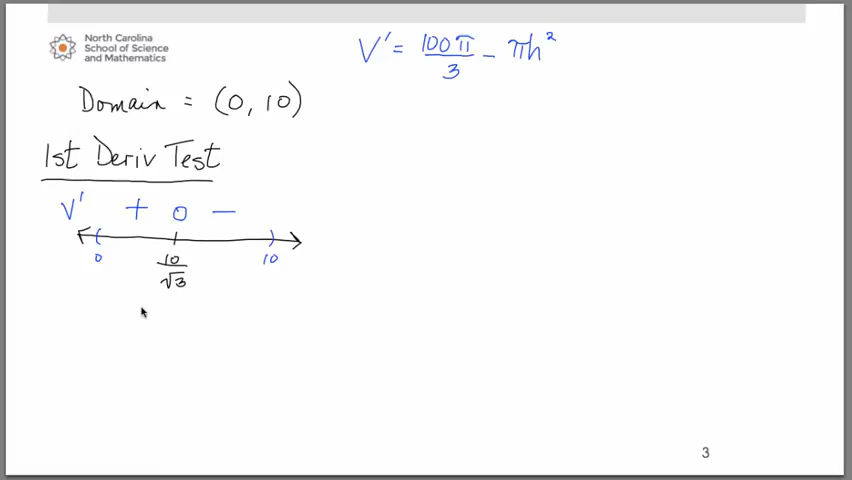 North Carolina
School of Science
and Mathematics
V' = 100π/3 - πh²
Domain = (0, 10)
1st Deriv Test
V' + 0 -
0 10/√3 10
3